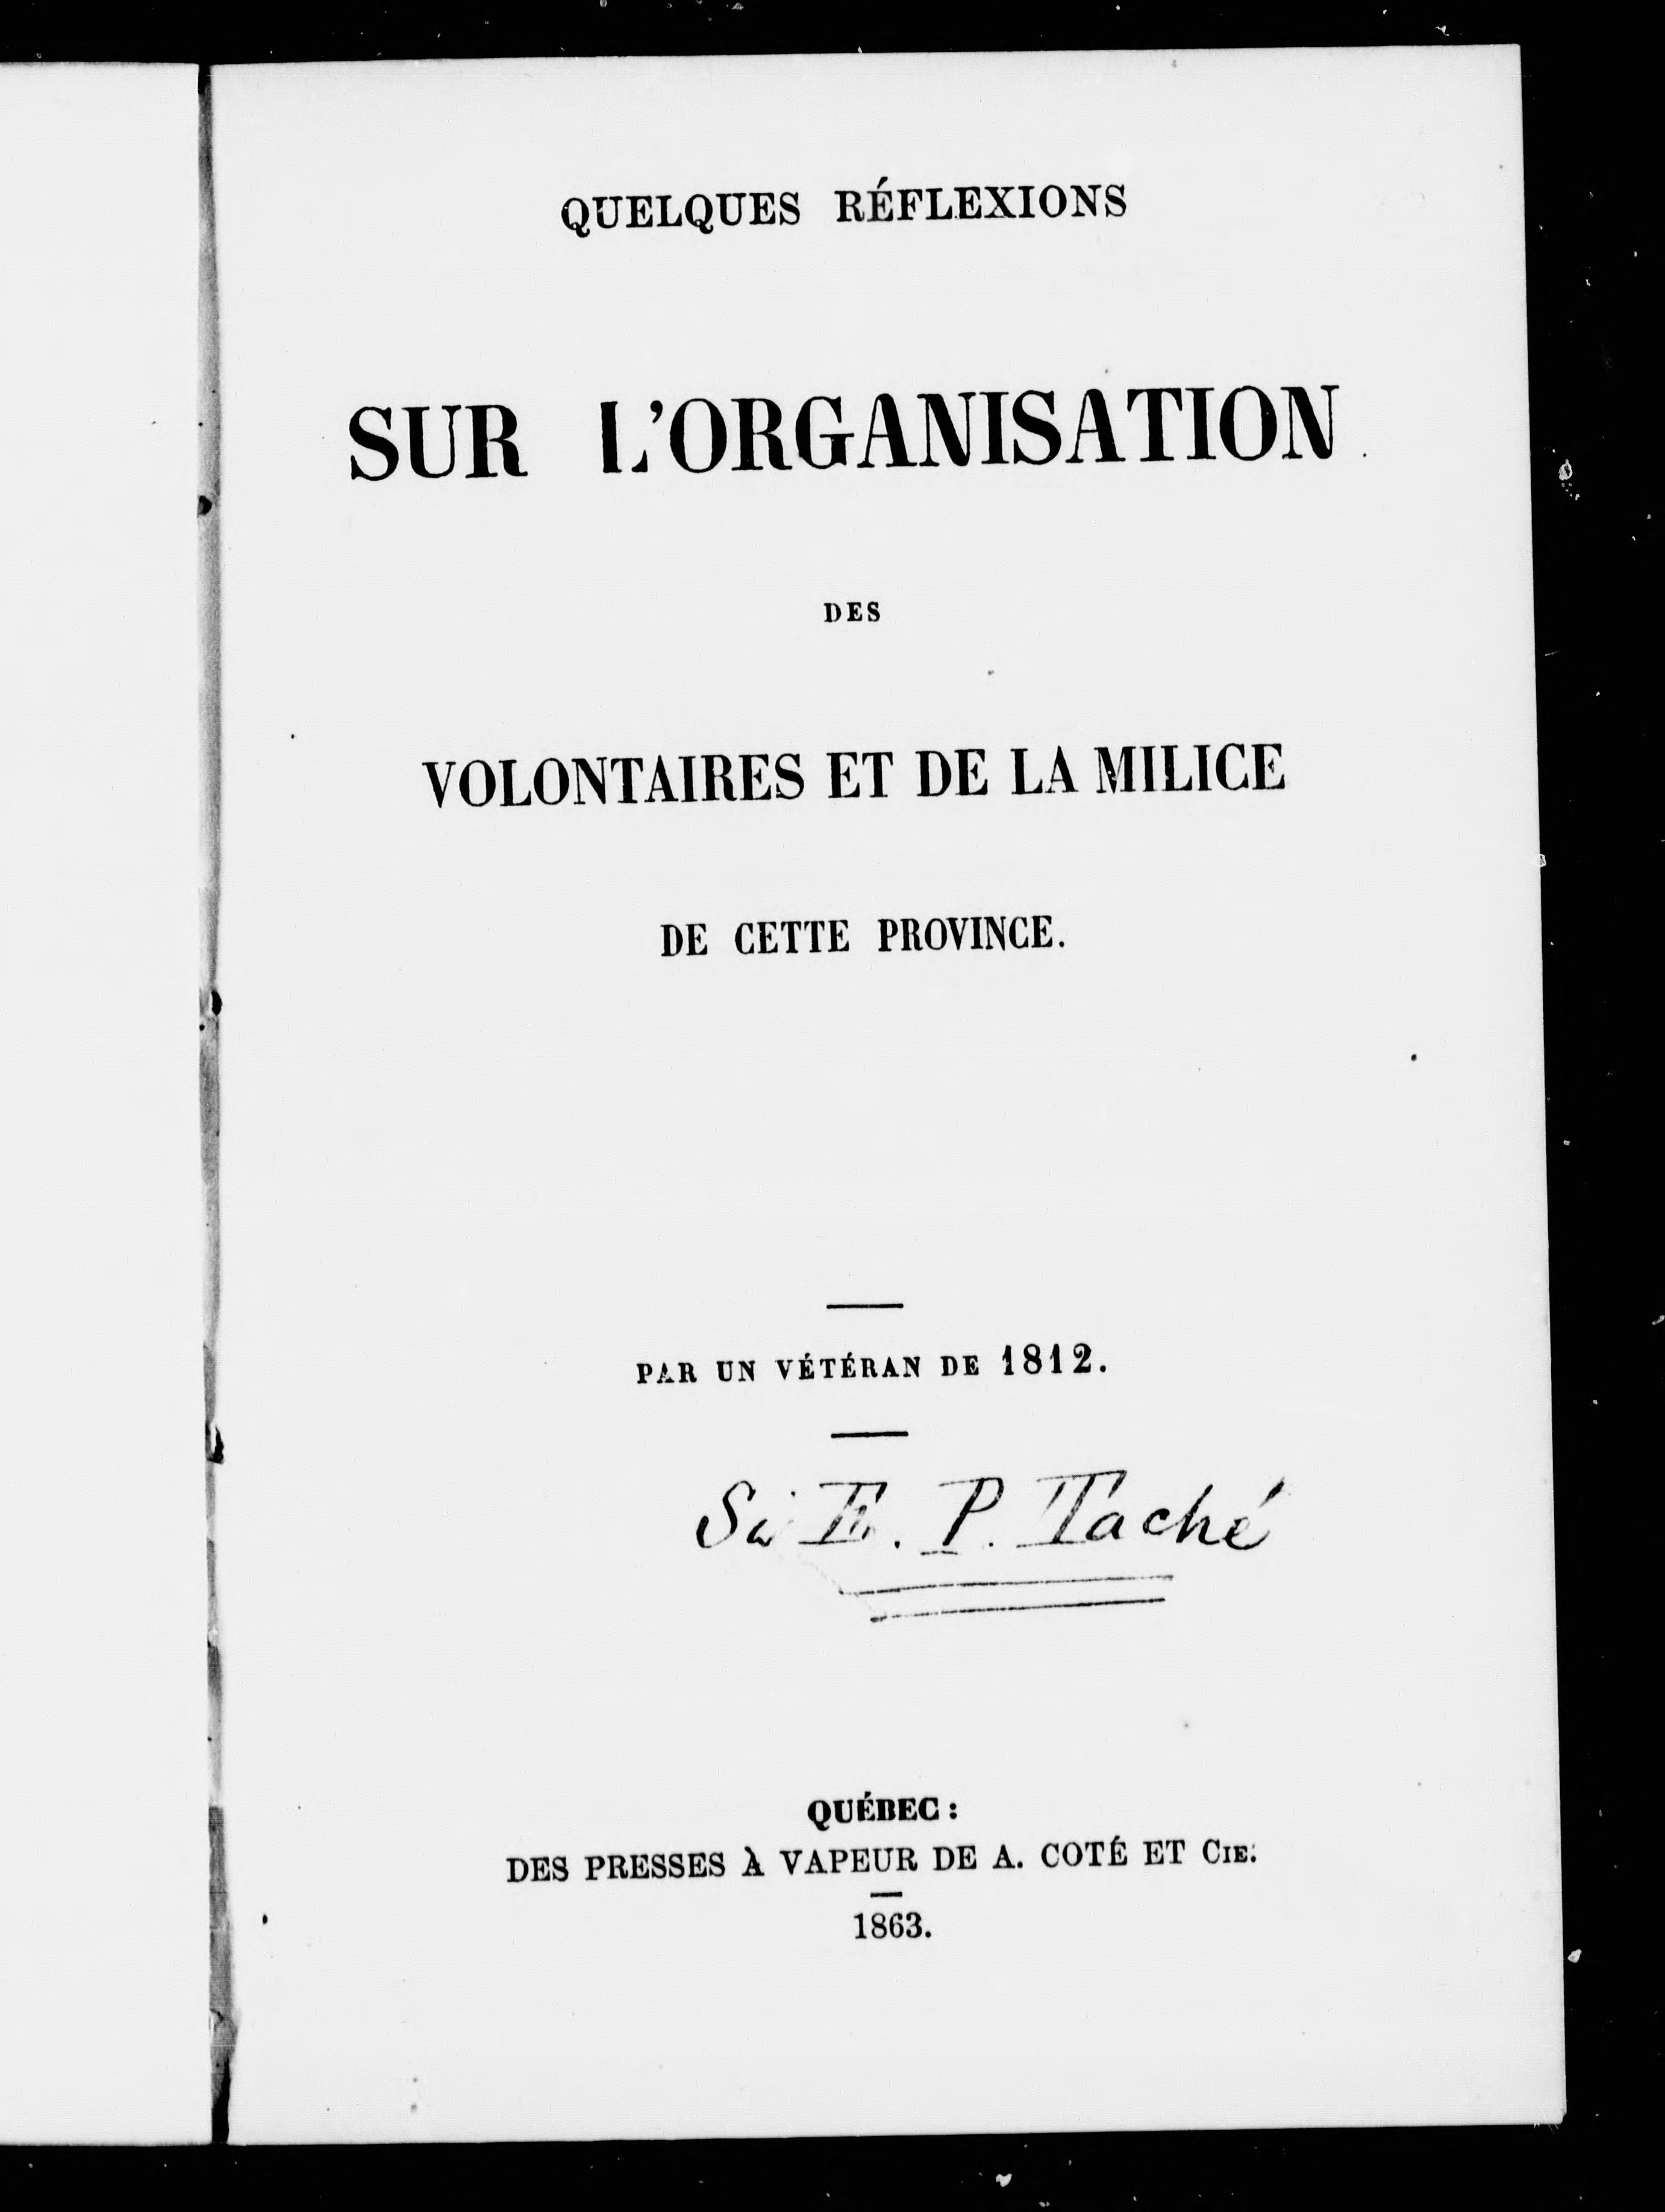 QUELQUES RÉFLEXIONS
SUR L'ORGANISATION
DES
VOLONTAIRES ET DE LA MILICE
DE CETTE PROVINCE.
PAR UN VÉTÉRAN DE 1812.
Sir E. P. Taché
QUÉBEC :
DES PRESSES À VAPEUR DE A. COTÉ ET CIE.
1863.